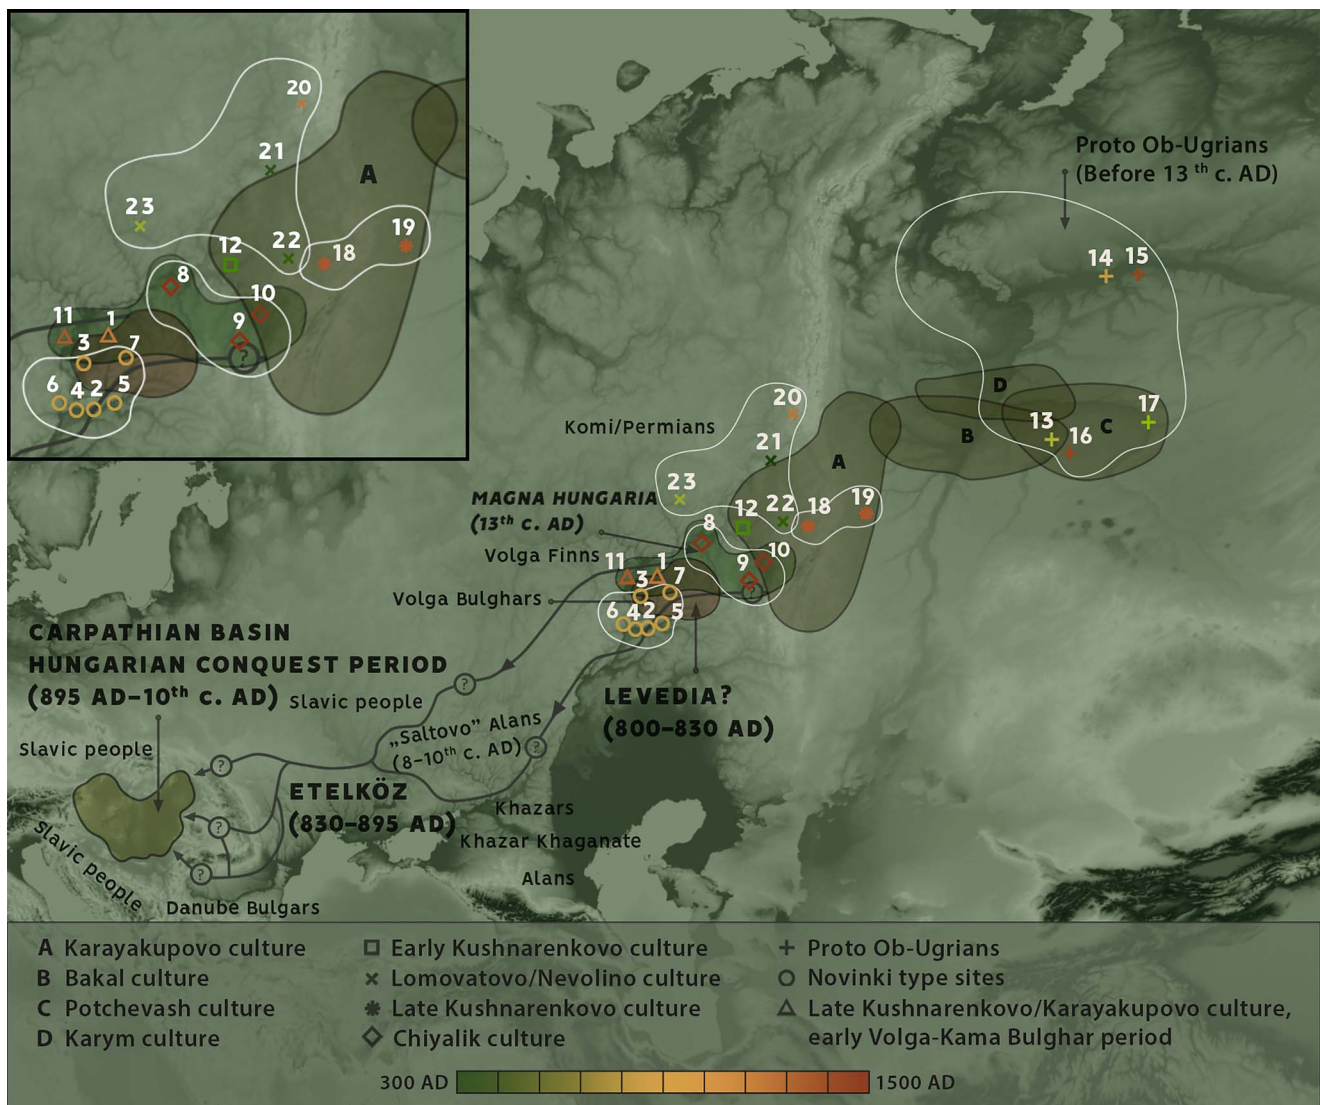 20
21
A
23
19
12
22
18
8
10
11
1
9
3
7
?
6
4
2
5
Proto Ob-Ugrians
(Before 13 th c. AD)
14
15
D
20
17
Komi/Permians
13
C
16
B
21
A
23
MAGNA HUNGARIA
(13th c. AD)
19
12
22
18
8
Volga Finns
10
11
1
9
3
7
?
Volga Bulghars
6
4
2
5
CARPATHIAN BASIN
HUNGARIAN CONQUEST PERIOD
(895 AD–10th c. AD)
Slavic people
?
LEVEDIA?
(800–830 AD)
„Saltovo” Alans
(8–10th c. AD)
?
Slavic people
?
ETELKÖZ
(830–895 AD)
Khazars
?
Khazar Khaganate
Slavic people
?
Alans
Danube Bulgars
A Karayakupovo culture
B Bakal culture
C Potchevash culture
D Karym culture
Early Kushnarenkovo culture
Lomovatovo/Nevolino culture
Late Kushnarenkovo culture
Chiyalik culture
Proto Ob-Ugrians
Novinki type sites
Late Kushnarenkovo/Karayakupovo culture,
early Volga-Kama Bulghar period
300 AD
1500 AD